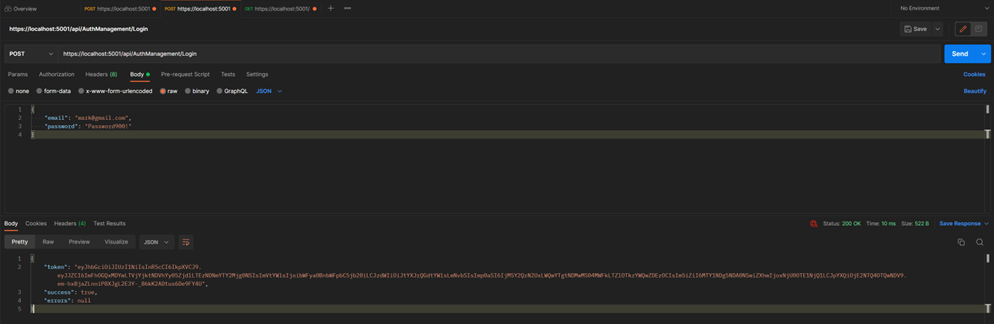 Overview
POST https://localhost:5001
POST https://localhost:5001
GET https://localhost:5001/
No Environment
https://localhost:5001/api/AuthManagement/Login
Save
POST https://localhost:5001/api/AuthManagement/Login
Send
Params Authorization Headers (8) Body Pre-request Script Tests Settings
Cookies
none form-data x-www-form-urlencoded raw binary GraphQL JSON
Beautify
1 {
2 "email": "mark@gmail.com",
3 "password": "Password900!"
4 }
Body Cookies Headers (4) Test Results
Status: 200 OK Time: 10 ms Size: 522 B
Save Response
Pretty Raw Preview Visualize JSON
1 {
2 "token":
3 "success": true,
4 "errors": null
5 }